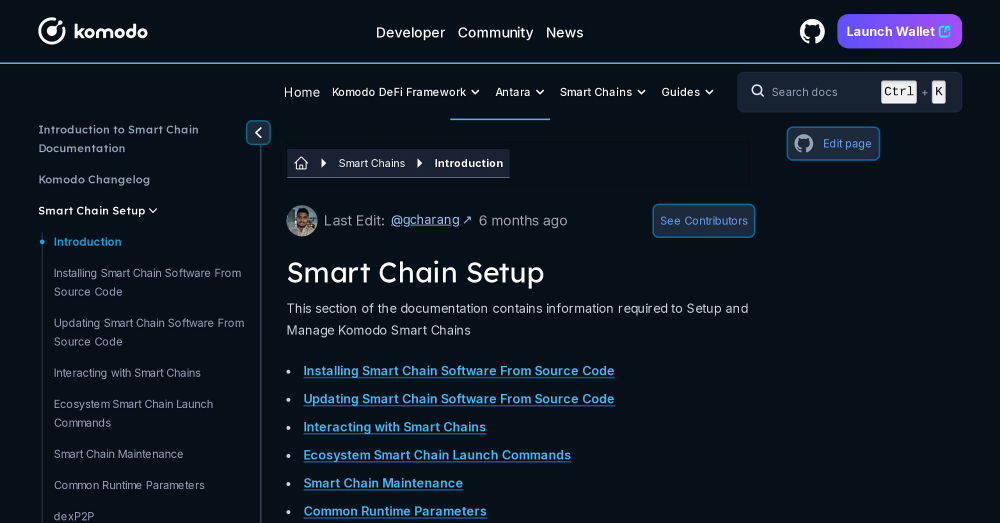 komodo
Developer Community News
Launch Wallet
Home Komodo DeFi Framework Antara Smart Chains Guides
Search docs Ctrl + K
Introduction to Smart Chain
Documentation
Komodo Changelog
Smart Chain Setup
Introduction
Installing Smart Chain Software From
Source Code
Updating Smart Chain Software From
Source Code
Interacting with Smart Chains
Ecosystem Smart Chain Launch
Commands
Smart Chain Maintenance
Common Runtime Parameters
dexP2P
Smart Chains Introduction
Edit page
Last Edit: @gcharang ↗ 6 months ago
See Contributors
Smart Chain Setup
This section of the documentation contains information required to Setup and
Manage Komodo Smart Chains
• Installing Smart Chain Software From Source Code
• Updating Smart Chain Software From Source Code
• Interacting with Smart Chains
• Ecosystem Smart Chain Launch Commands
• Smart Chain Maintenance
• Common Runtime Parameters